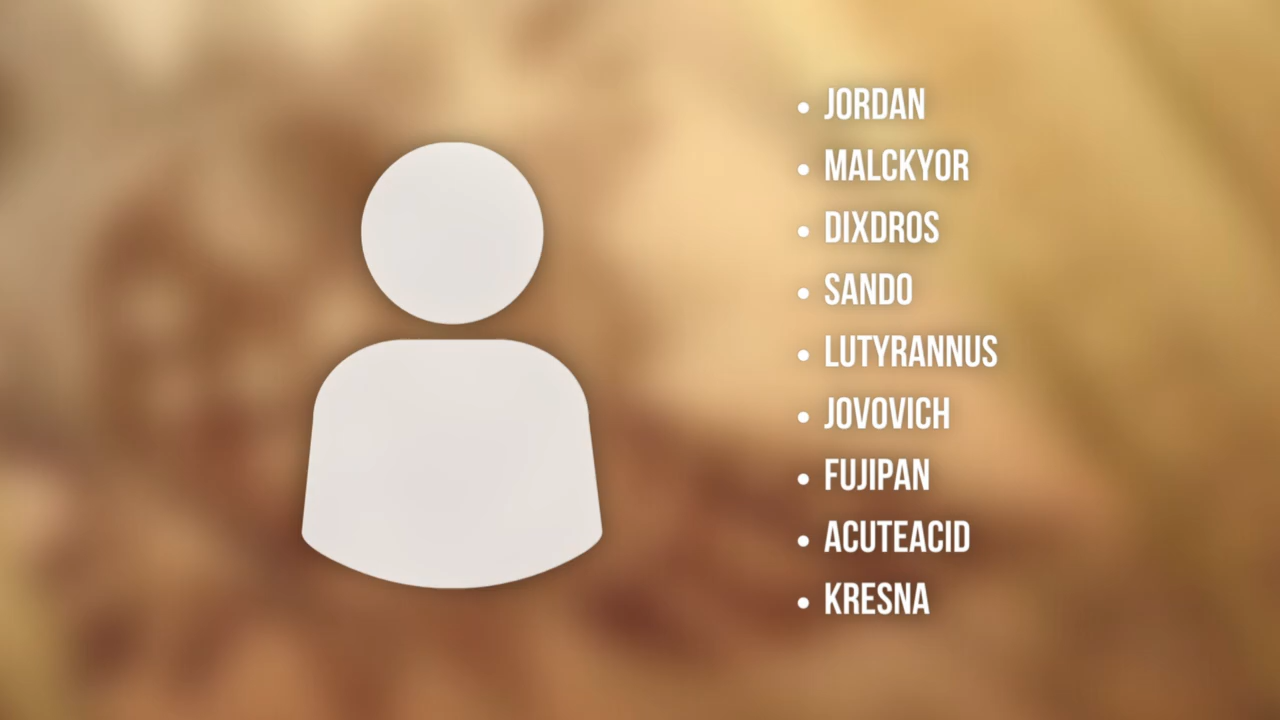 • JORDAN
• MALCKYOR
• DIXDROS
• SANDO
• LUTYRANNUS
• JOVOVICH
• FUJIPAN
• ACUTEACID
• KRESNA